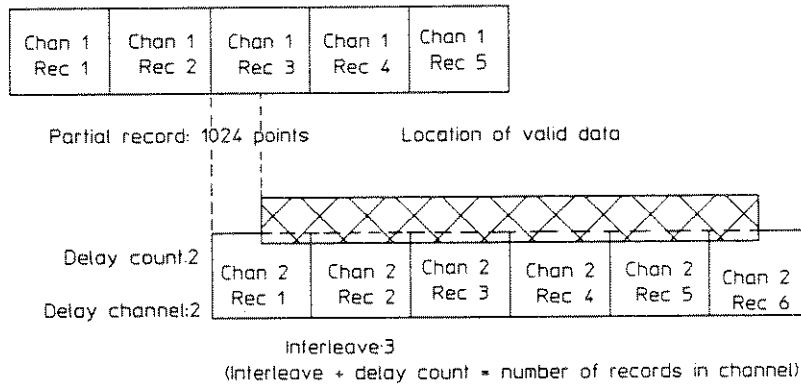 Chan 1 Chan 1 Chan 1 Chan 1 Chan 1
Rec 1 Rec 2 Rec 3 Rec 4 Rec 5
Partial record: 1024 points Location of valid data
Delay count:2
Chan 2 Chan 2 Chan 2 Chan 2 Chan 2 Chan 2
Rec 1 Rec 2 Rec 3 Rec 4 Rec 5 Rec 6
Delay channel:2
Interleave:3
(Interleave + delay count = number of records in channel)